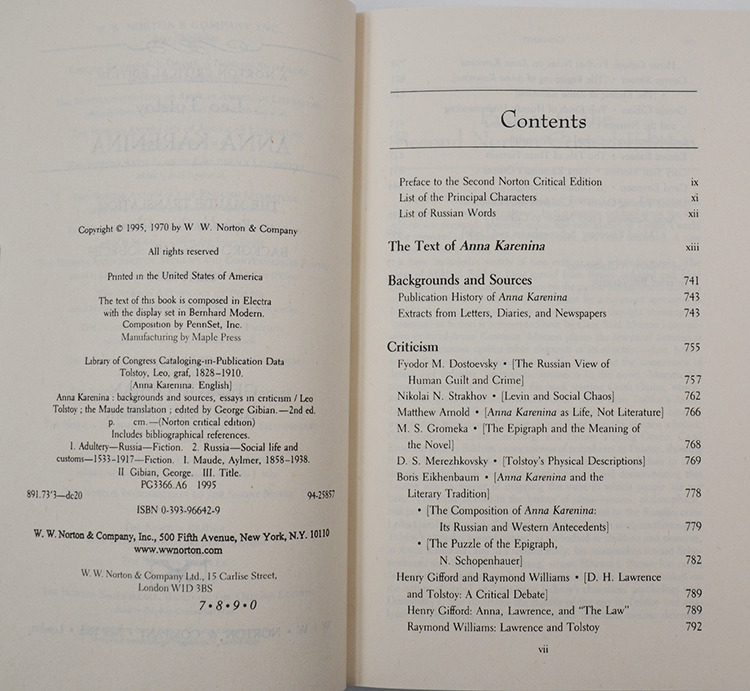 Copyright © 1995, 1970 by W W. Norton & Company
All rights reserved
Printed in the United States of America
The text of this book is composed in Electra
with the display set in Bernhard Modern.
Composition by PennSet, Inc.
Manufacturing by Maple Press
Library of Congress Cataloging-in-Publication Data
Tolstoy, Leo, graf, 1828–1910.
[Anna Karenina. English]
Anna Karenina : backgrounds and sources, essays in criticism / Leo
Tolstoy ; the Maude translation ; edited by George Gibian.—2nd ed.
p. cm.—(Norton critical edition)
Includes bibliographical references.
1. Adultery—Russia—Fiction. 2. Russia—Social life and
customs—1533–1917—Fiction. I. Maude, Aylmer, 1858–1938.
II Gibian, George. III. Title.
PG3366.A6 1995
891.73'3—dc20 94-25857
ISBN 0-393-96642-9
W. W. Norton & Company, Inc., 500 Fifth Avenue, New York, N.Y. 10110
www.wwnorton.com
W. W. Norton & Company Ltd., 15 Carlise Street,
London W1D 3BS
7 • 8 • 9 • 0
Contents
Preface to the Second Norton Critical Edition ix
List of the Principal Characters xi
List of Russian Words xii
The Text of Anna Karenina xiii
Backgrounds and Sources 741
Publication History of Anna Karenina 743
Extracts from Letters, Diaries, and Newspapers 743
Criticism 755
Fyodor M. Dostoevsky • [The Russian View of
Human Guilt and Crime] 757
Nikolai N. Strakhov • [Levin and Social Chaos] 762
Matthew Arnold • [Anna Karenina as Life, Not Literature] 766
M. S. Gromeka • [The Epigraph and the Meaning of
the Novel] 768
D. S. Merezhkovsky • [Tolstoy's Physical Descriptions] 769
Boris Eikhenbaum • [Anna Karenina and the
Literary Tradition] 778
• [The Composition of Anna Karenina:
Its Russian and Western Antecedents] 779
• [The Puzzle of the Epigraph,
N. Schopenhauer] 782
Henry Gifford and Raymond Williams • [D. H. Lawrence
and Tolstoy: A Critical Debate] 789
Henry Gifford: Anna, Lawrence, and "The Law" 789
Raymond Williams: Lawrence and Tolstoy 792
vii